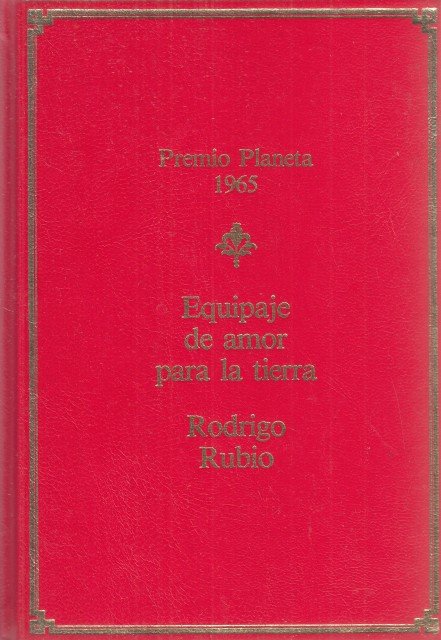 Premio Planeta
1965
Equipaje
de amor
para la tierra
Rodrigo
Rubio